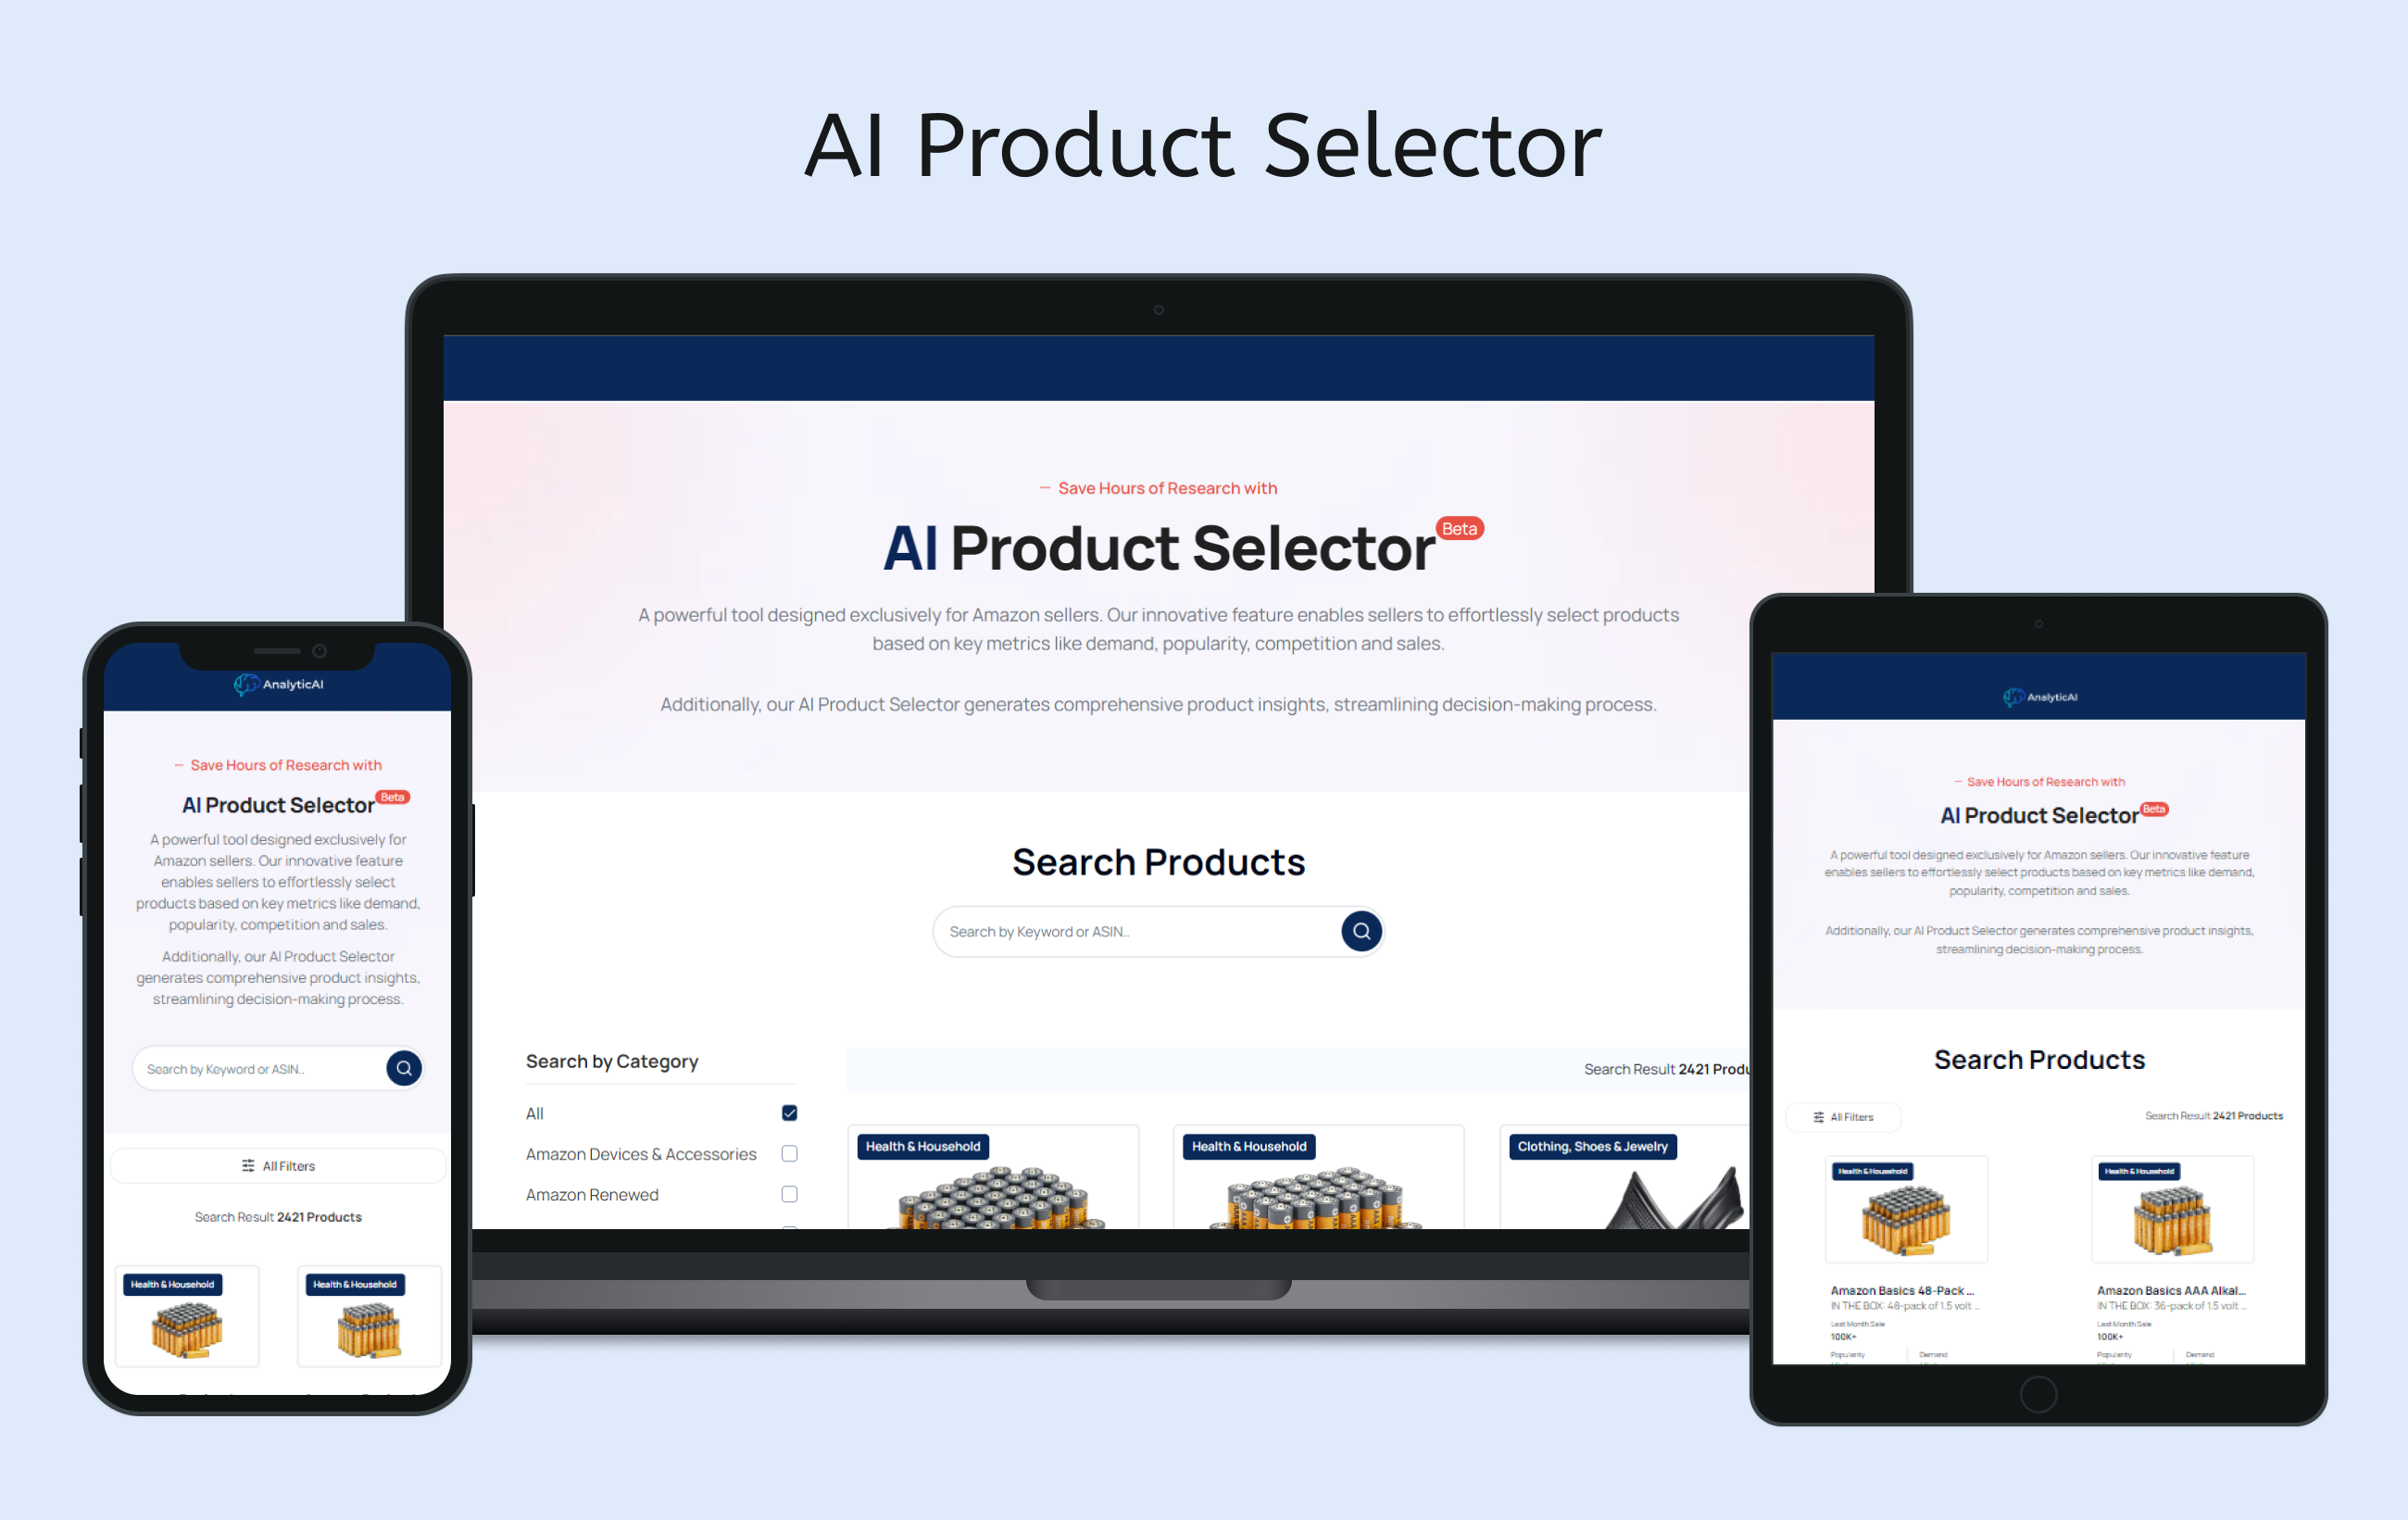 AI Product Selector
— Save Hours of Research with
AI Product Selector Beta
A powerful tool designed exclusively for Amazon sellers. Our innovative feature enables sellers to effortlessly select products
based on key metrics like demand, popularity, competition and sales.
Additionally, our AI Product Selector generates comprehensive product insights, streamlining decision-making process.
Search Products
Search by Keyword or ASIN..
Search by Category
All
Amazon Devices & Accessories
Amazon Renewed
Search Result 2421 Produ
Health & Household
Health & Household
Clothing, Shoes & Jewelry
AnalyticAI
— Save Hours of Research with
AI Product Selector Beta
A powerful tool designed exclusively for
Amazon sellers. Our innovative feature
enables sellers to effortlessly select
products based on key metrics like demand,
popularity, competition and sales.
Additionally, our AI Product Selector
generates comprehensive product insights,
streamlining decision-making process.
Search by Keyword or ASIN..
All Filters
Search Result 2421 Products
Health & Household
Health & Household
AnalyticAI
— Save Hours of Research with
AI Product Selector Beta
A powerful tool designed exclusively for Amazon sellers. Our innovative feature
enables sellers to effortlessly select products based on key metrics like demand,
popularity, competition and sales.
Additionally, our AI Product Selector generates comprehensive product insights,
streamlining decision-making process.
Search Products
All Filters
Search Result 2421 Products
Health & Household
Health & Household
Amazon Basics 48-Pack ...
IN THE BOX: 48-pack of 1.5 volt ...
Last Month Sale
100K+
Popularity
Demand
Amazon Basics AAA Alkal...
IN THE BOX: 36-pack of 1.5 volt ...
Last Month Sale
100K+
Popularity
Demand